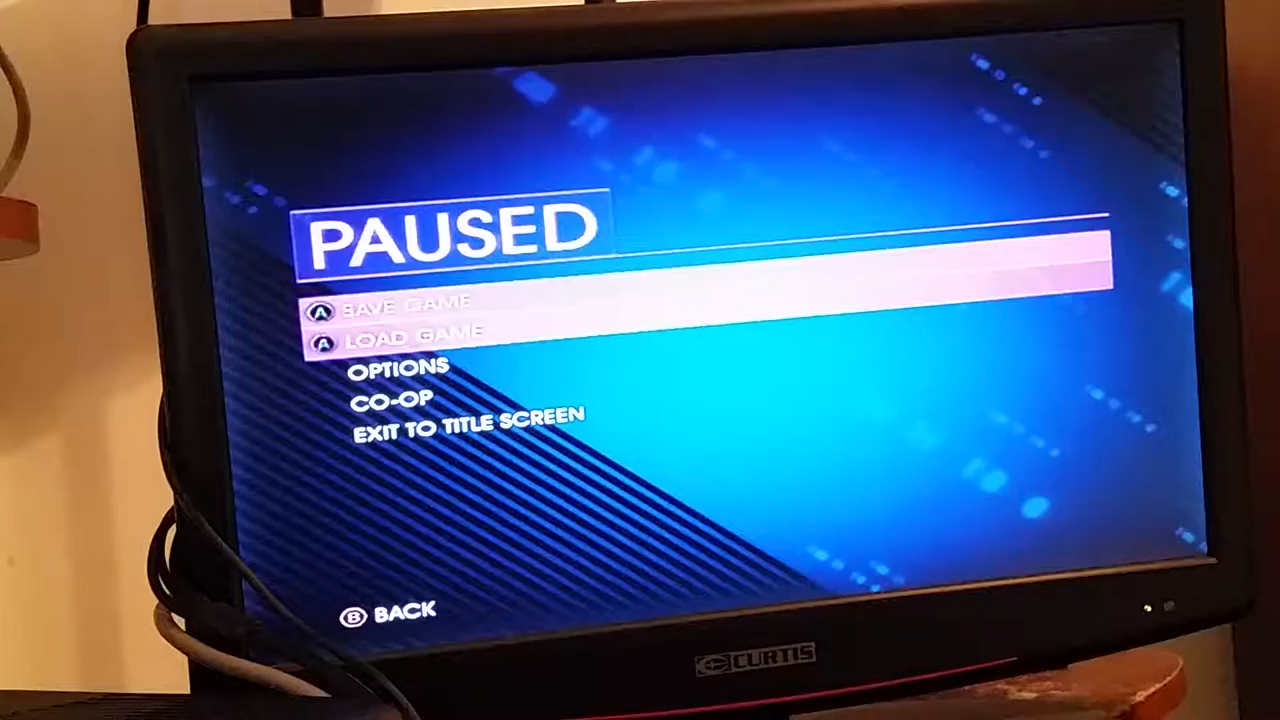 PAUSED
A SAVE GAME
A LOAD GAME
OPTIONS
CO-OP
EXIT TO TITLE SCREEN
B BACK
CURTIS